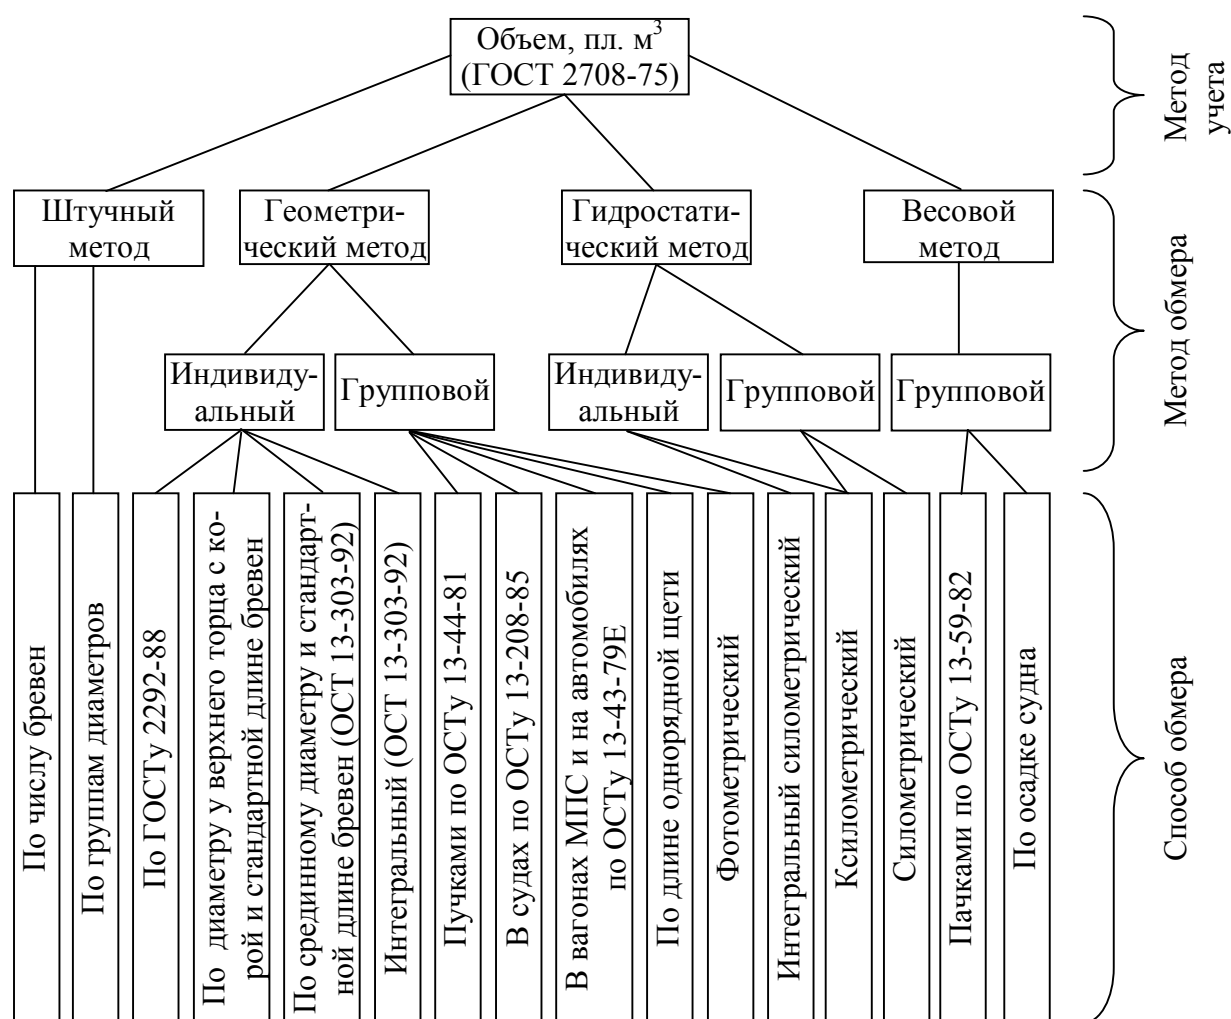 Объем, пл. м³
(ГОСТ 2708-75)
Метод
учета
Штучный
метод
Геометри-
ческий метод
Гидростати-
ческий метод
Весовой
метод
Метод обмера
Индивиду-
альный
Групповой
Индивиду-
альный
Групповой
Групповой
По числу бревен
По группам диаметров
По ГОСТу 2292-88
По диаметру у верхнего торца с ко-
рой и стандартной длине бревен
По срединному диаметру и стандарт-
ной длине бревен (ОСТ 13-303-92)
Интегральный (ОСТ 13-303-92)
Пучками по ОСТу 13-44-81
В судах по ОСТу 13-208-85
В вагонах МПС и на автомобилях
по ОСТу 13-43-79Е
По длине однорядной щети
Фотометрический
Интегральный силометрический
Ксилометрический
Силометрический
Пачками по ОСТу 13-59-82
По осадке судна
Способ обмера